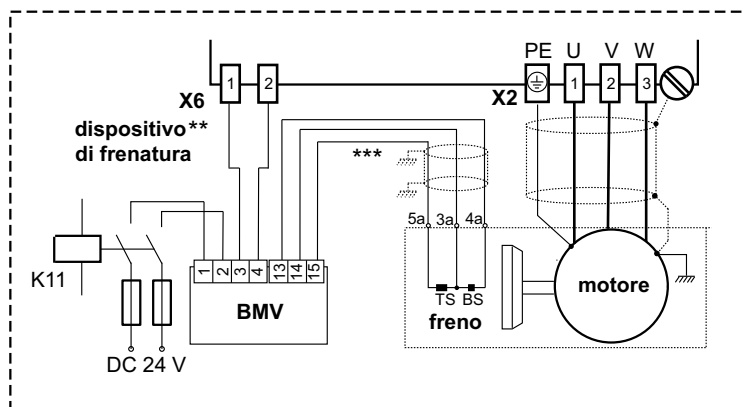 PE U V W
1 2 1 2 3
X6 X2
dispositivo**
di frenatura
***
5a 3a 4a
K11
1 2 3 4 13 14 15
TS BS
motore
BMV
freno
DC 24 V